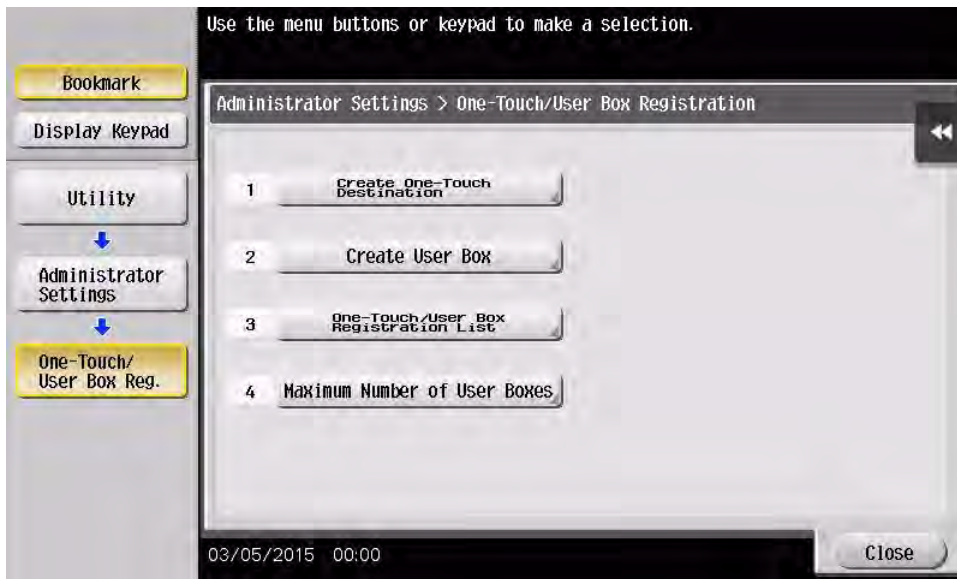 Use the menu buttons or keypad to make a selection.
Bookmark
Display Keypad
Utility
Administrator
Settings
One-Touch/
User Box Reg.
Administrator Settings > One-Touch/User Box Registration
1 Create One-Touch
Destination
2 Create User Box
3 One-Touch/User Box
Registration List
4 Maximum Number of User Boxes
03/05/2015 00:00
Close